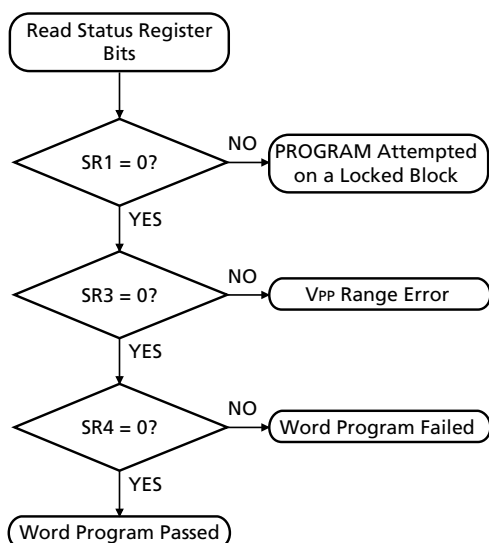 Read Status Register
Bits
SR1 = 0?
NO
PROGRAM Attempted
on a Locked Block
YES
SR3 = 0?
NO
VPP Range Error
YES
SR4 = 0?
NO
Word Program Failed
YES
Word Program Passed